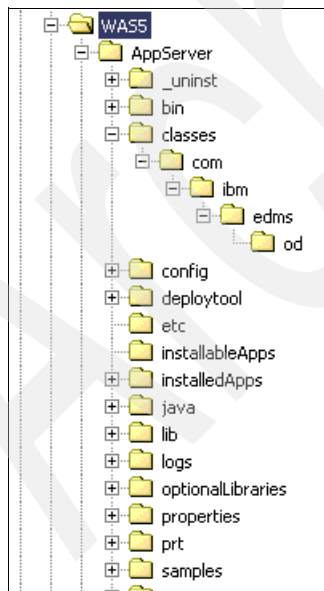 WAS5
AppServer
_uninst
bin
classes
com
ibm
edms
od
config
deploytool
etc
installableApps
installedApps
java
lib
logs
optionalLibraries
properties
prt
samples